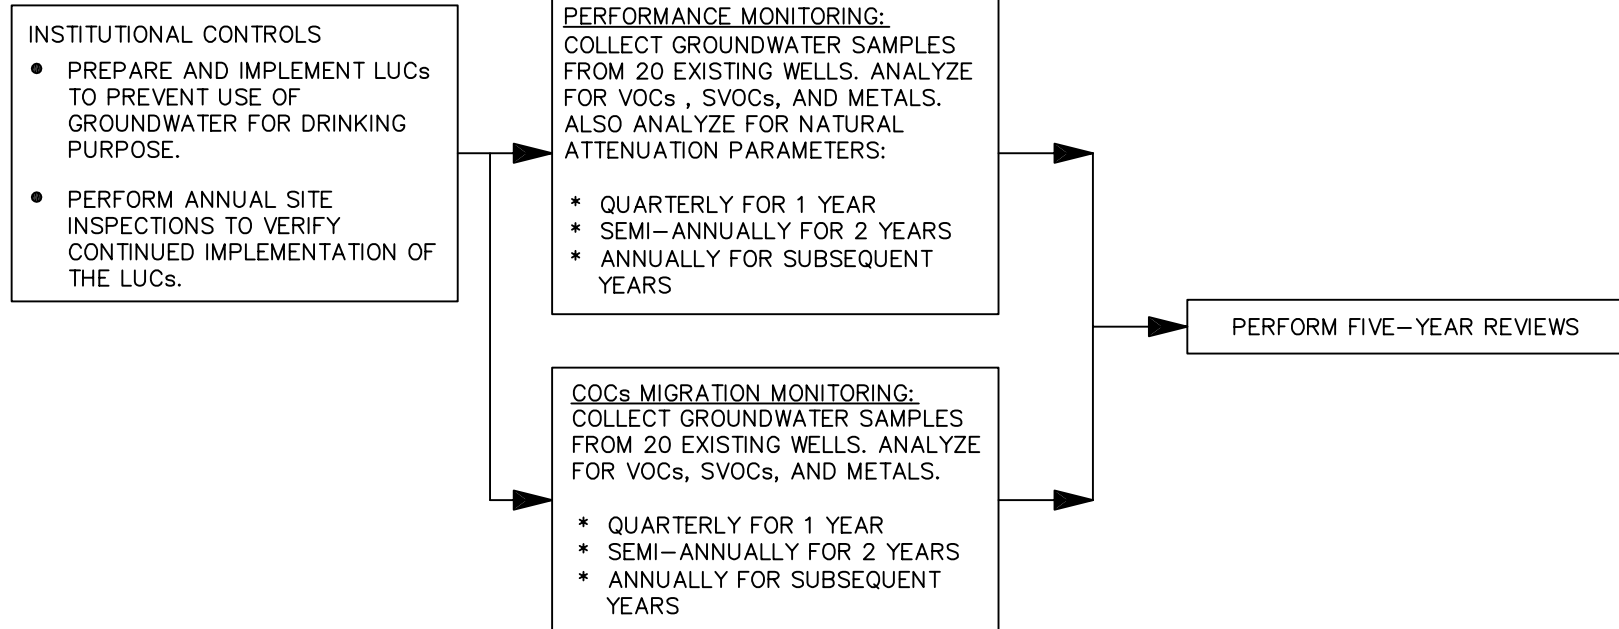 INSTITUTIONAL CONTROLS
● PREPARE AND IMPLEMENT LUCs
TO PREVENT USE OF
GROUNDWATER FOR DRINKING
PURPOSE.
● PERFORM ANNUAL SITE
INSPECTIONS TO VERIFY
CONTINUED IMPLEMENTATION OF
THE LUCs.
PERFORMANCE MONITORING:
COLLECT GROUNDWATER SAMPLES
FROM 20 EXISTING WELLS. ANALYZE
FOR VOCs , SVOCs, AND METALS.
ALSO ANALYZE FOR NATURAL
ATTENUATION PARAMETERS:
* QUARTERLY FOR 1 YEAR
* SEMI-ANNUALLY FOR 2 YEARS
* ANNUALLY FOR SUBSEQUENT
YEARS
COCs MIGRATION MONITORING:
COLLECT GROUNDWATER SAMPLES
FROM 20 EXISTING WELLS. ANALYZE
FOR VOCs, SVOCs, AND METALS.
* QUARTERLY FOR 1 YEAR
* SEMI-ANNUALLY FOR 2 YEARS
* ANNUALLY FOR SUBSEQUENT
YEARS
PERFORM FIVE-YEAR REVIEWS